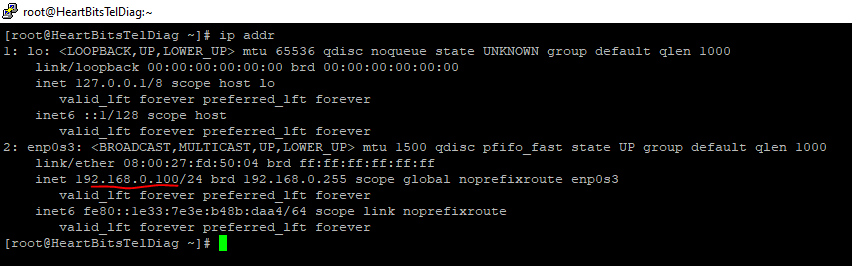 root@HeartBitsTelDiag:~
[root@HeartBitsTelDiag ~]# ip addr
1: lo: <LOOPBACK,UP,LOWER_UP> mtu 65536 qdisc noqueue state UNKNOWN group default qlen 1000
    link/loopback 00:00:00:00:00:00 brd 00:00:00:00:00:00
    inet 127.0.0.1/8 scope host lo
       valid_lft forever preferred_lft forever
    inet6 ::1/128 scope host
       valid_lft forever preferred_lft forever
2: enp0s3: <BROADCAST,MULTICAST,UP,LOWER_UP> mtu 1500 qdisc pfifo_fast state UP group default qlen 1000
    link/ether 08:00:27:fd:50:04 brd ff:ff:ff:ff:ff:ff
    inet 192.168.0.100/24 brd 192.168.0.255 scope global noprefixroute enp0s3
       valid_lft forever preferred_lft forever
    inet6 fe80::1e33:7e3e:b48b:daa4/64 scope link noprefixroute
       valid_lft forever preferred_lft forever
[root@HeartBitsTelDiag ~]#